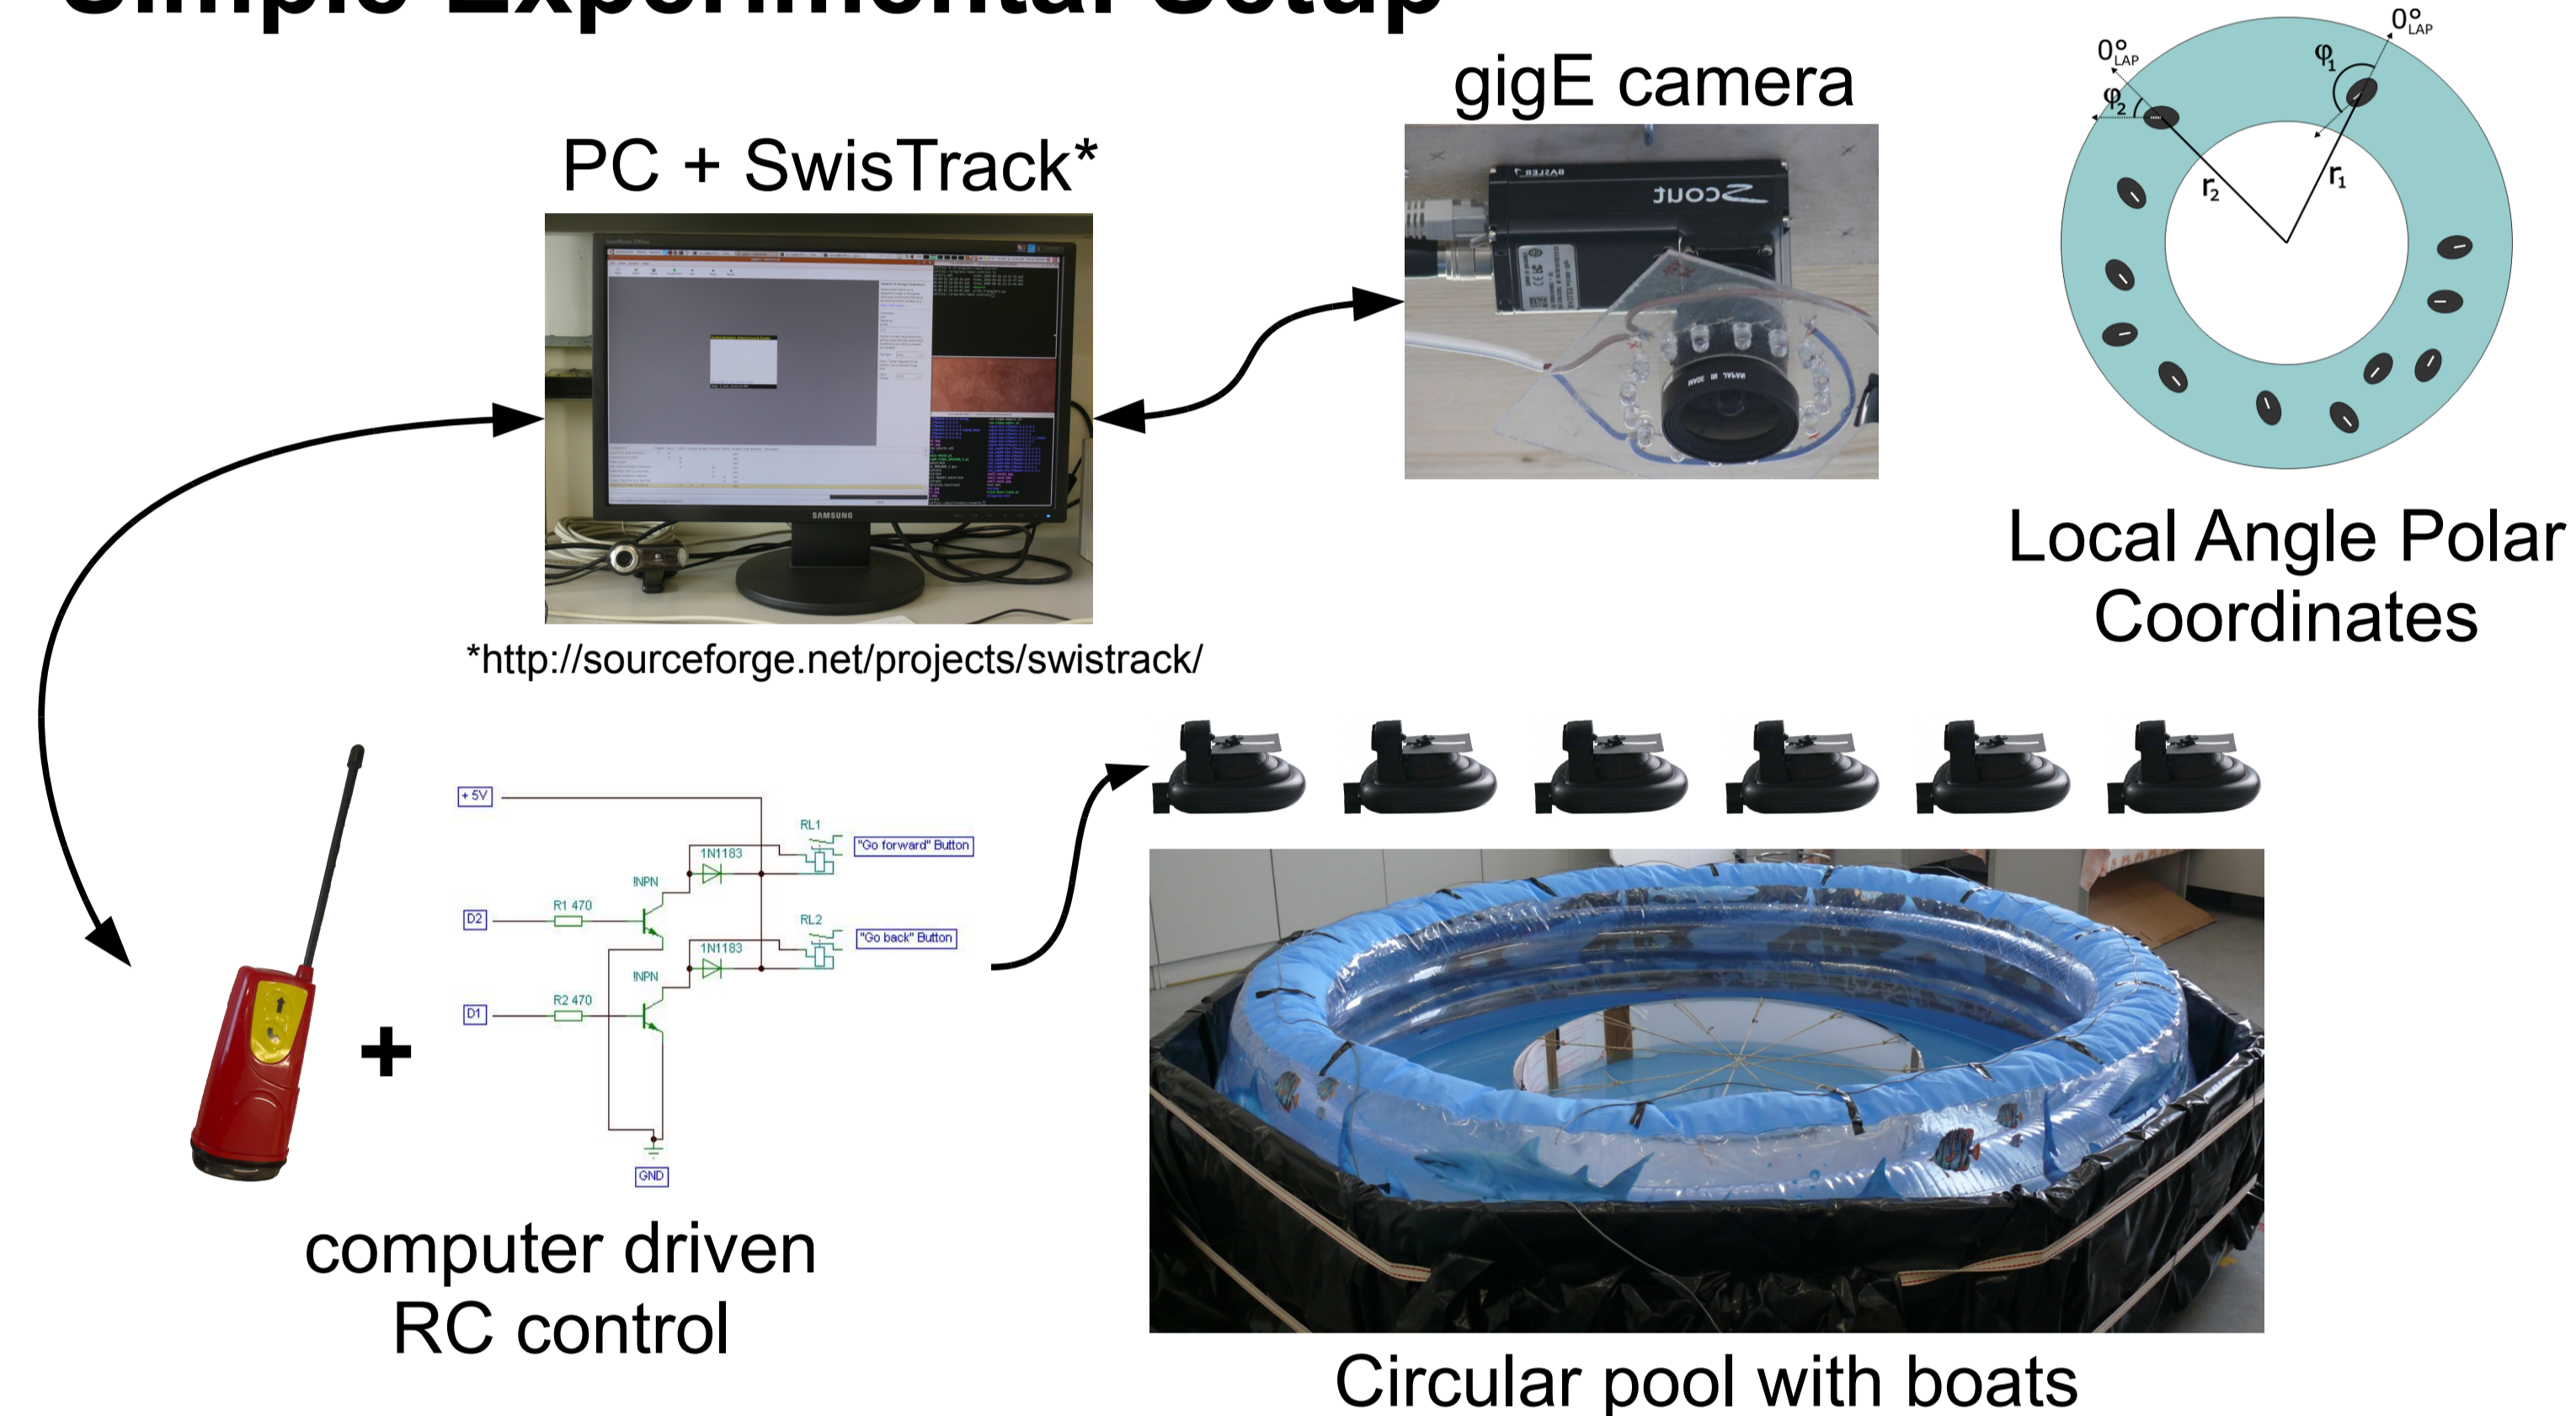 Simple Experimental Setup
gigE camera
PC + SwisTrack*
BASLER
scout
SAMSUNG
*http://sourceforge.net/projects/swistrack/
0°LAP
0°LAP
φ1
φ2
r2
r1
Local Angle Polar
Coordinates
+ 5V
RL1
"Go forward" Button
1N1183
!NPN
R1 470
D2
RL2
"Go back" Button
1N1183
!NPN
R2 470
D1
GND
+
computer driven
RC control
Circular pool with boats